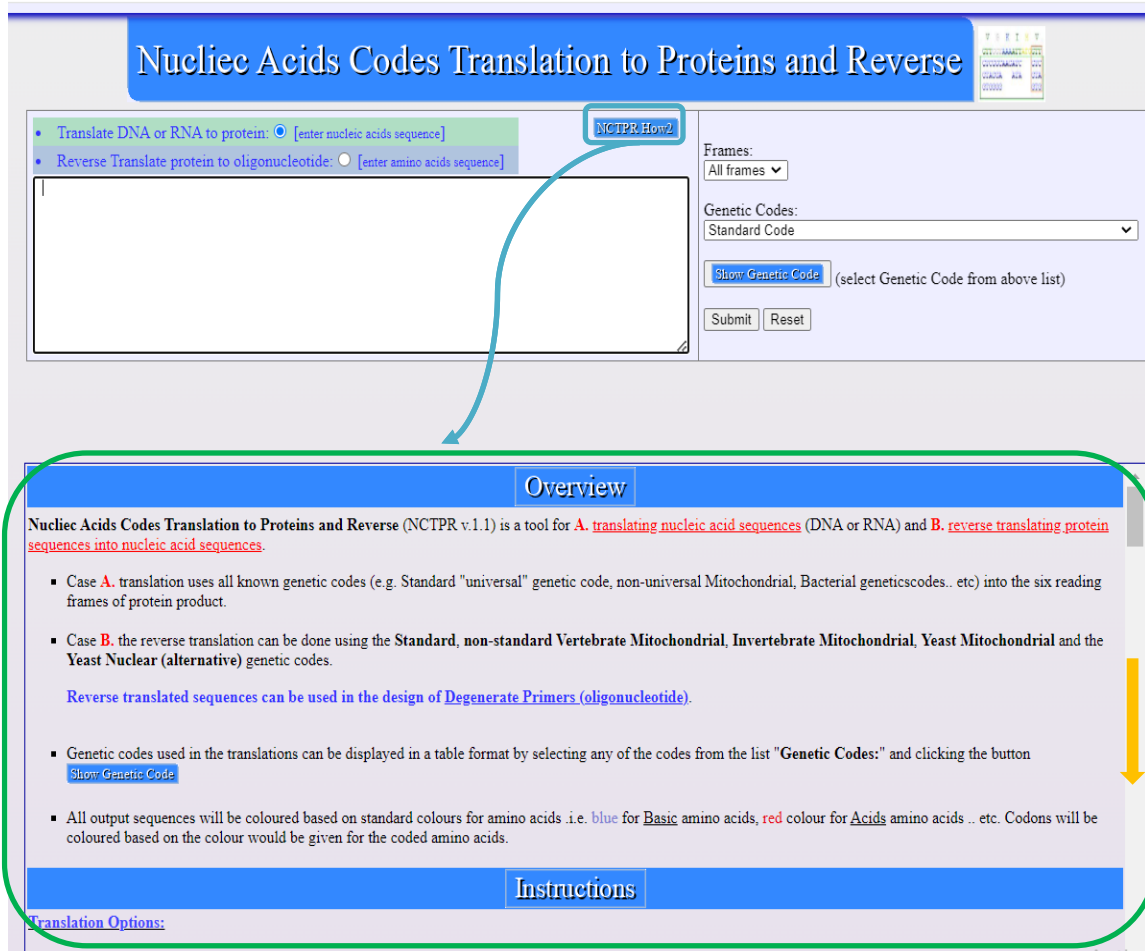 Nucliec Acids Codes Translation to Proteins and Reverse
V S R I Y V
• Translate DNA or RNA to protein: [enter nucleic acids sequence]
NCTPR How2
• Reverse Translate protein to oligonucleotide: [enter amino acids sequence]
Frames:
All frames
Genetic Codes:
Standard Code
Show Genetic Code (select Genetic Code from above list)
Submit Reset
Overview
Nucliec Acids Codes Translation to Proteins and Reverse (NCTPR v.1.1) is a tool for A. translating nucleic acid sequences (DNA or RNA) and B. reverse translating protein
sequences into nucleic acid sequences.
▪ Case A. translation uses all known genetic codes (e.g. Standard "universal" genetic code, non-universal Mitochondrial, Bacterial geneticscodes.. etc) into the six reading
frames of protein product.
▪ Case B. the reverse translation can be done using the Standard, non-standard Vertebrate Mitochondrial, Invertebrate Mitochondrial, Yeast Mitochondrial and the
Yeast Nuclear (alternative) genetic codes.
Reverse translated sequences can be used in the design of Degenerate Primers (oligonucleotide).
▪ Genetic codes used in the translations can be displayed in a table format by selecting any of the codes from the list "Genetic Codes:" and clicking the button
Show Genetic Code
▪ All output sequences will be coloured based on standard colours for amino acids .i.e. blue for Basic amino acids, red colour for Acids amino acids .. etc. Codons will be
coloured based on the colour would be given for the coded amino acids.
Instructions
Translation Options: